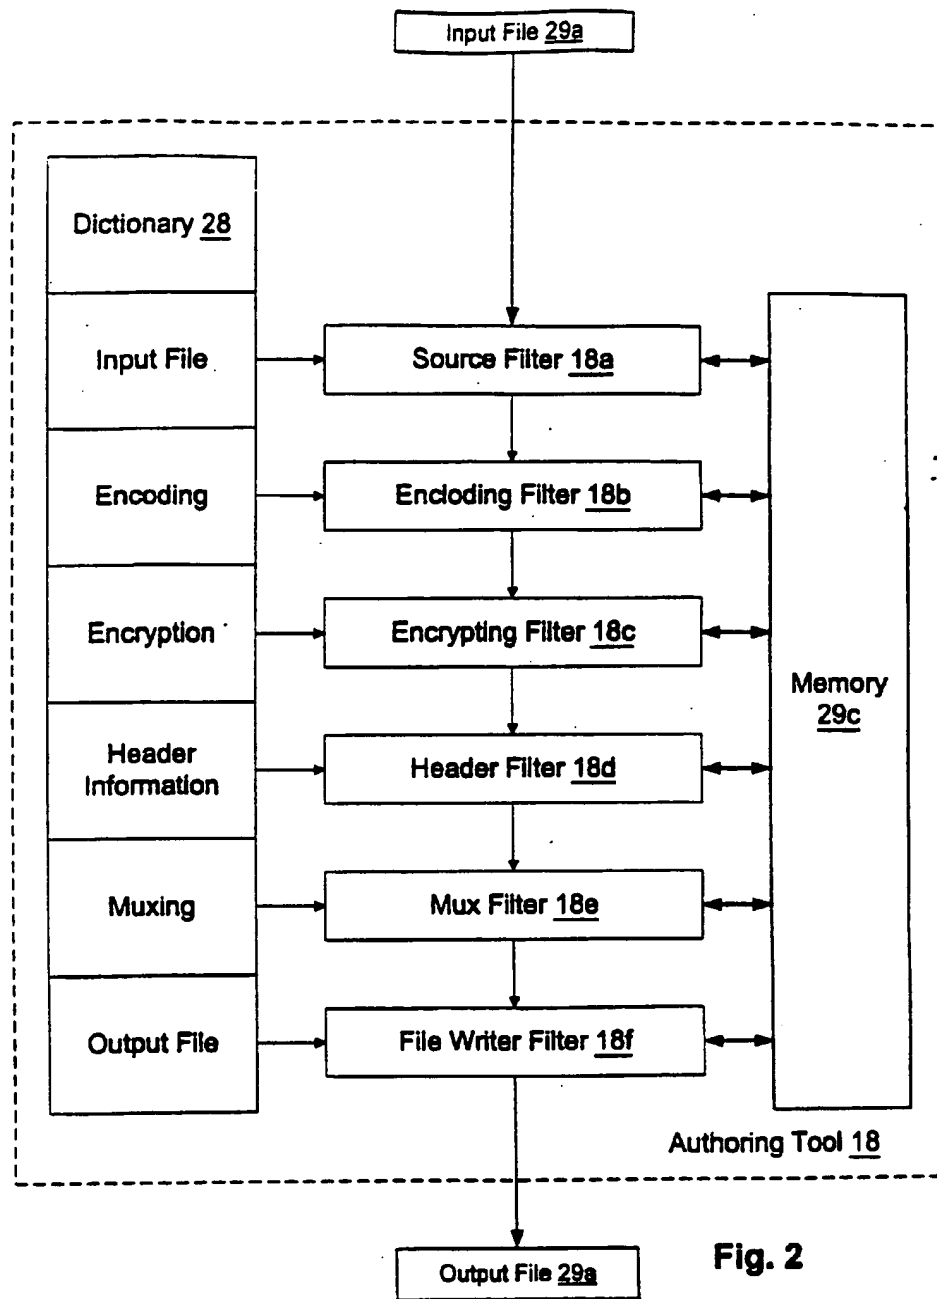 Input File 29a
Dictionary 28
Input File
Source Filter 18a
Encoding
Encloding Filter 18b
Encryption
Encrypting Filter 18c
Memory
29c
Header
Information
Header Filter 18d
Muxing
Mux Filter 18e
Output File
File Writer Filter 18f
Authoring Tool 18
Output File 29a
Fig. 2